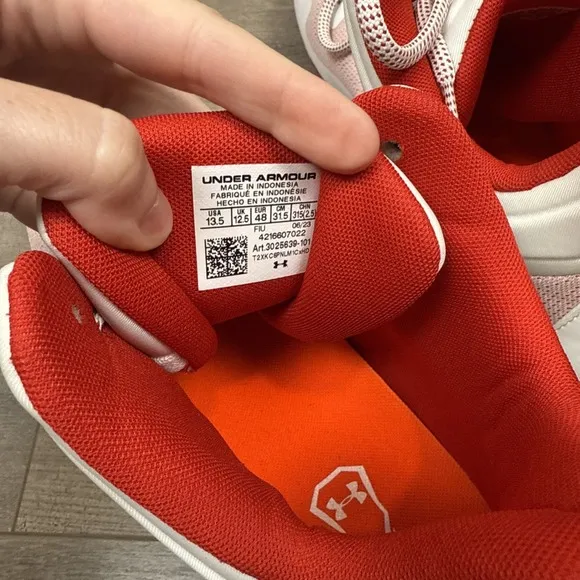 UNDER ARMOUR
MADE IN INDONESIA
FABRIQUÉ EN INDONÉSIE
HECHO EN INDONESIA
USA UK EUR CM CHN
13.5 12.5 48 31.5 315(2.5)
FIU 06/23
4216607022
Art.3025639-101